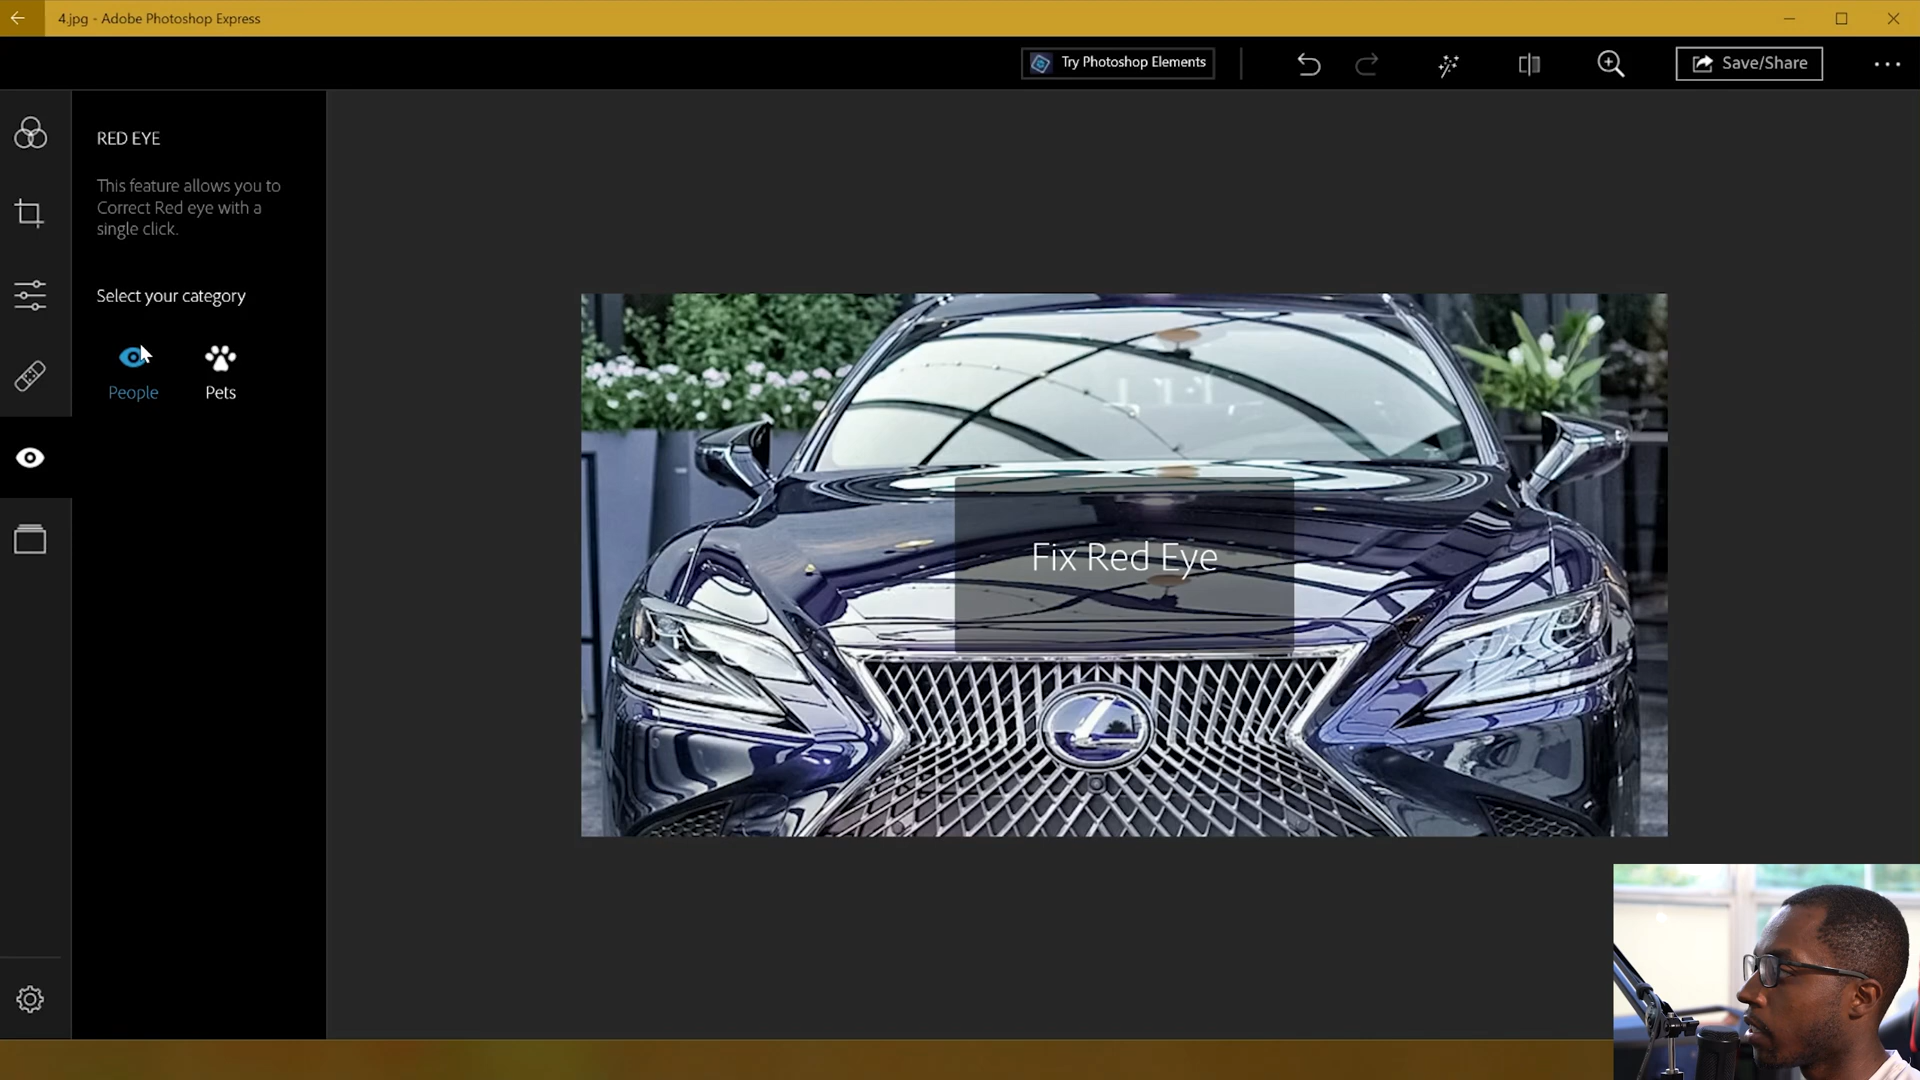 4.jpg - Adobe Photoshop Express
Try Photoshop Elements
Save/Share
RED EYE
This feature allows you to
Correct Red eye with a
single click.
Select your category
People
Pets
Fix Red Eye